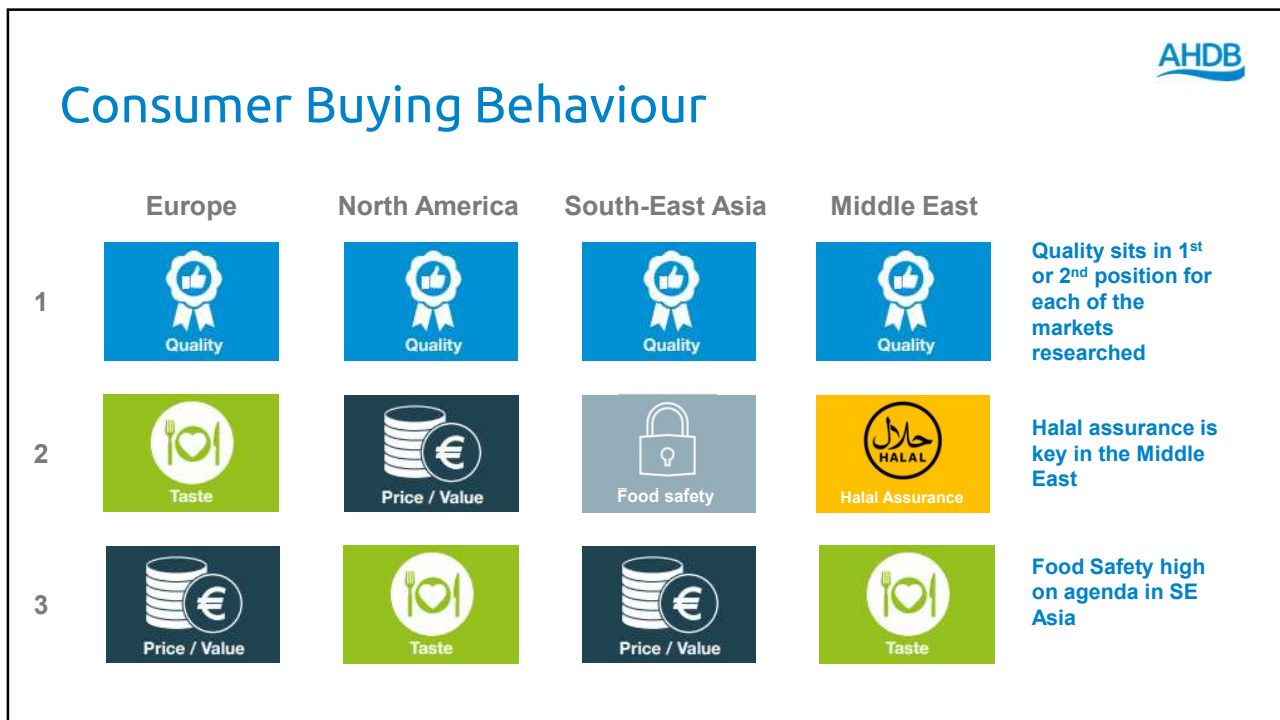 AHDB
Consumer Buying Behaviour
Europe
North America
South-East Asia
Middle East
1
Quality
Quality
Quality
Quality
Quality sits in 1st
or 2nd position for
each of the
markets
researched
2
Taste
€
Price / Value
Food safety
حلال
HALAL
Halal Assurance
Halal assurance is
key in the Middle
East
3
€
Price / Value
Taste
€
Price / Value
Taste
Food Safety high
on agenda in SE
Asia